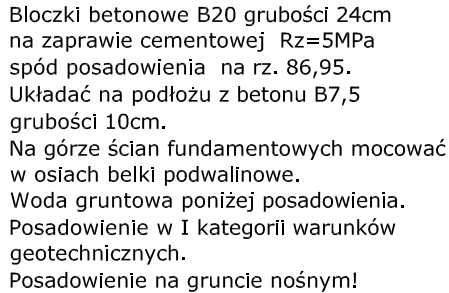 Bloczki betonowe B20 grubości 24cm
na zaprawie cementowej  Rz=5MPa
spód posadowienia  na rz. 86,95.
Układać na podłożu z betonu B7,5
grubości 10cm.
Na górze ścian fundamentowych mocować
w osiach belki podwalinowe.
Woda gruntowa poniżej posadowienia.
Posadowienie w I kategorii warunków
geotechnicznych.
Posadowienie na gruncie nośnym!